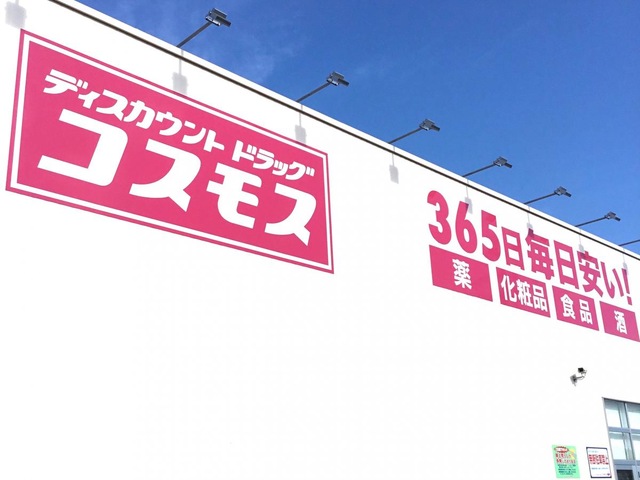 ディスカウント ドラッグ
コスモス
365日毎日安い!
薬 化粧品 食品 酒